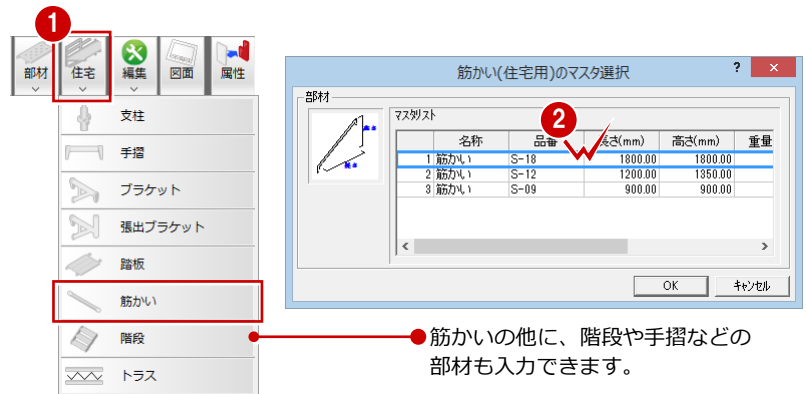 1
部材 住宅 編集 図面 属性
支柱
手摺
ブラケット
張出ブラケット
踏板
筋かい
階段
トラス
筋かい(住宅用)のマスタ選択 ? ×
部材
マスタリスト
2
名称 品番 長さ(mm) 高さ(mm) 重量
1 筋かい S-18 1800.00 1800.00
2 筋かい S-12 1200.00 1350.00
3 筋かい S-09 900.00 900.00
OK キャンセル
筋かいの他に、階段や手摺などの
部材も入力できます。